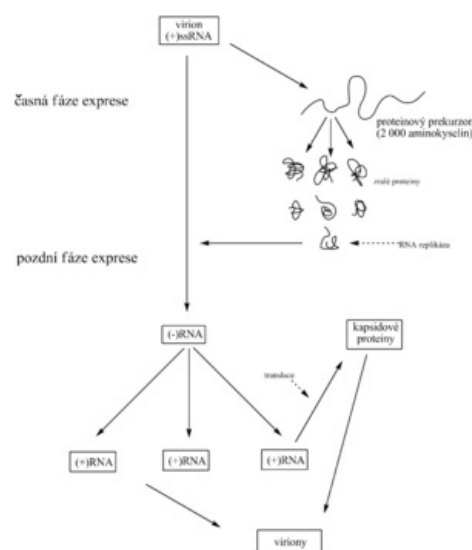 virion
(+)ssRNA
časná fáze exprese
proteinový prekurzor
(2 000 aminokyselin)
zralé proteiny
pozdní fáze exprese
RNA replikáza
(-)RNA
kapsidové
proteiny
translace
(+)RNA
(+)RNA
(+)RNA
viriony